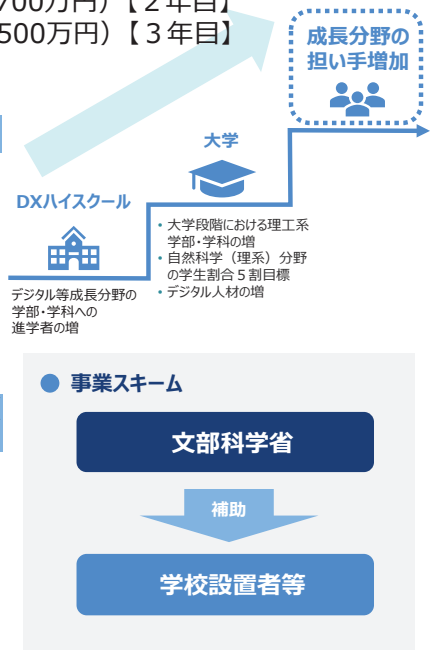 700万円）【２年目】
500万円）【３年目】
成長分野の
担い手増加
大学
DXハイスクール
・大学段階における理工系
学部・学科の増
・自然科学（理系）分野
の学生割合５割目標
・デジタル人材の増
デジタル等成長分野の
学部・学科への
進学者の増
● 事業スキーム
文部科学省
補助
学校設置者等